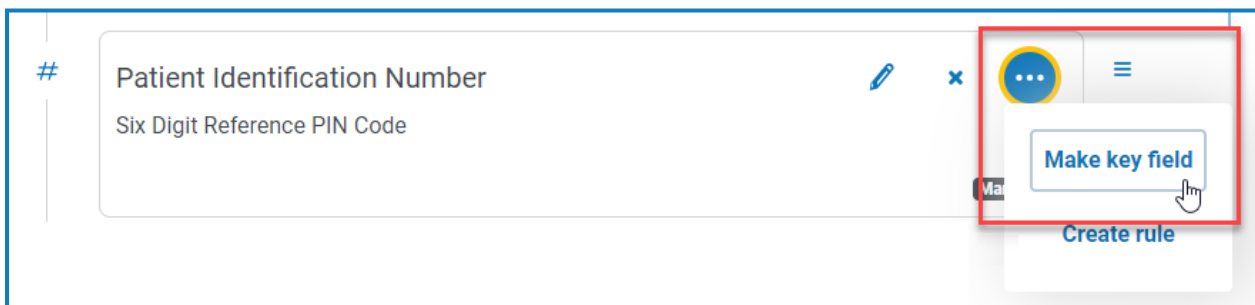 #
Patient Identification Number
Six Digit Reference PIN Code
Make key field
Create rule